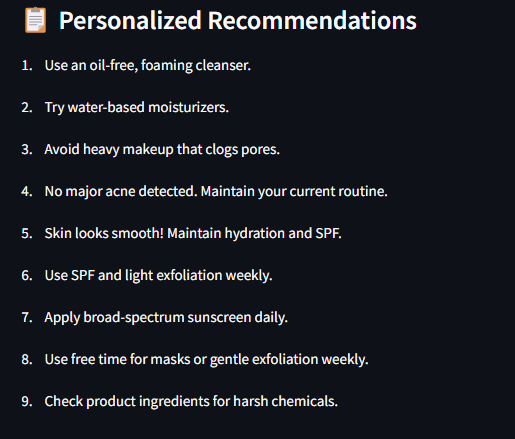 Personalized Recommendations
1. Use an oil-free, foaming cleanser.
2. Try water-based moisturizers.
3. Avoid heavy makeup that clogs pores.
4. No major acne detected. Maintain your current routine.
5. Skin looks smooth! Maintain hydration and SPF.
6. Use SPF and light exfoliation weekly.
7. Apply broad-spectrum sunscreen daily.
8. Use free time for masks or gentle exfoliation weekly.
9. Check product ingredients for harsh chemicals.